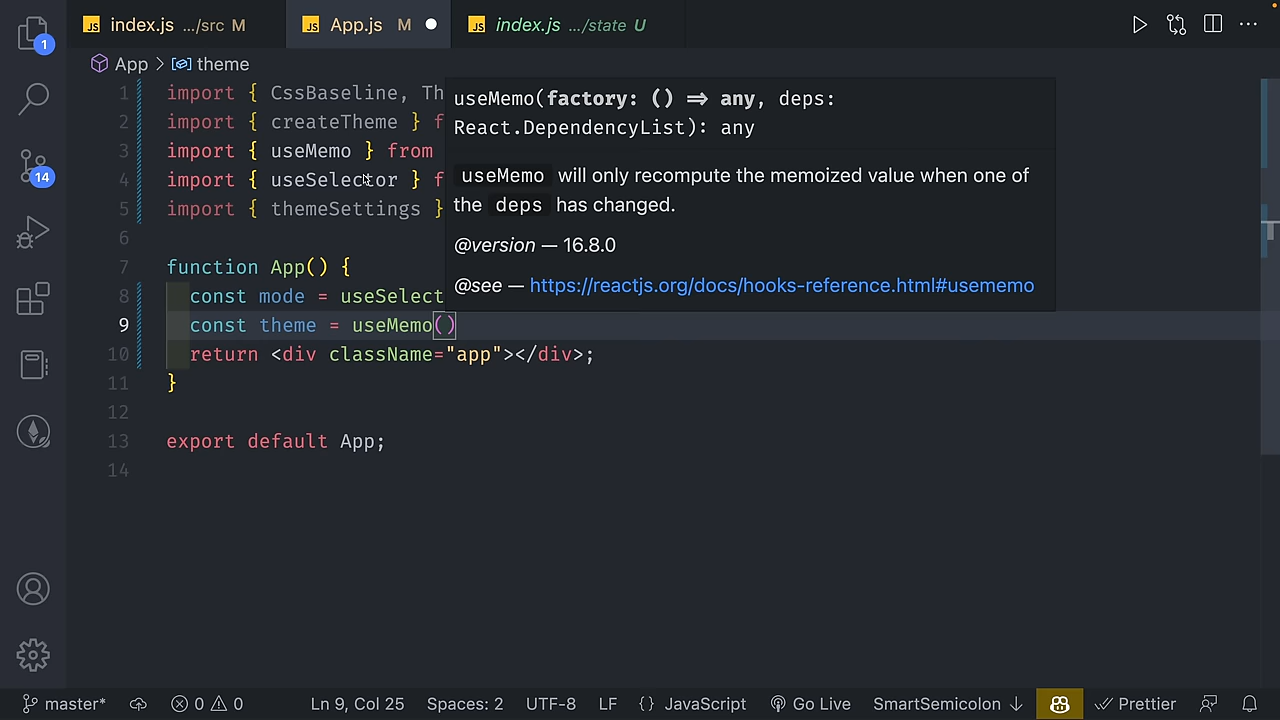 JS index.js .../src M
JS App.js M
JS index.js .../state U
1
14
App > theme
1 import { CssBaseline, Th
2 import { createTheme } f
3 import { useMemo } from
4 import { useSelector } f
5 import { themeSettings }
6
7 function App() {
8 const mode = useSelect
9 const theme = useMemo()
10 return <div className="app"></div>;
11 }
12
13 export default App;
14
useMemo(factory: () => any, deps:
React.DependencyList): any
useMemo will only recompute the memoized value when one of
the deps has changed.
@version — 16.8.0
@see — https://reactjs.org/docs/hooks-reference.html#usememo
master* 0 0 Ln 9, Col 25 Spaces: 2 UTF-8 LF {} JavaScript Go Live SmartSemicolon ↓ Prettier